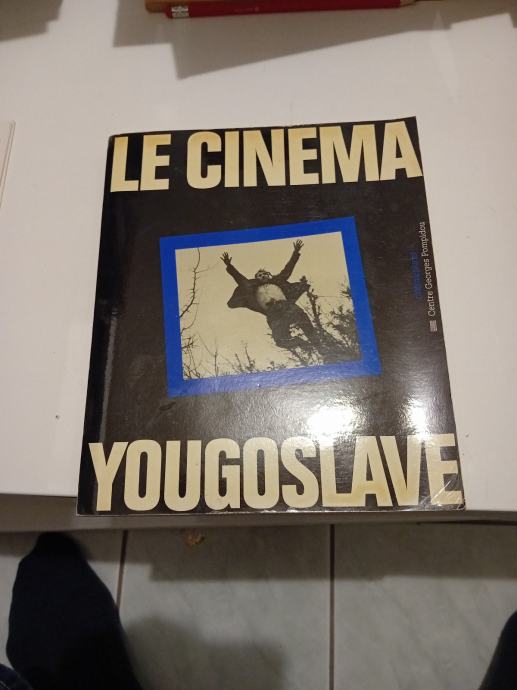 LE CINEMA
Centre Georges Pompidou
YOUGOSLAVE